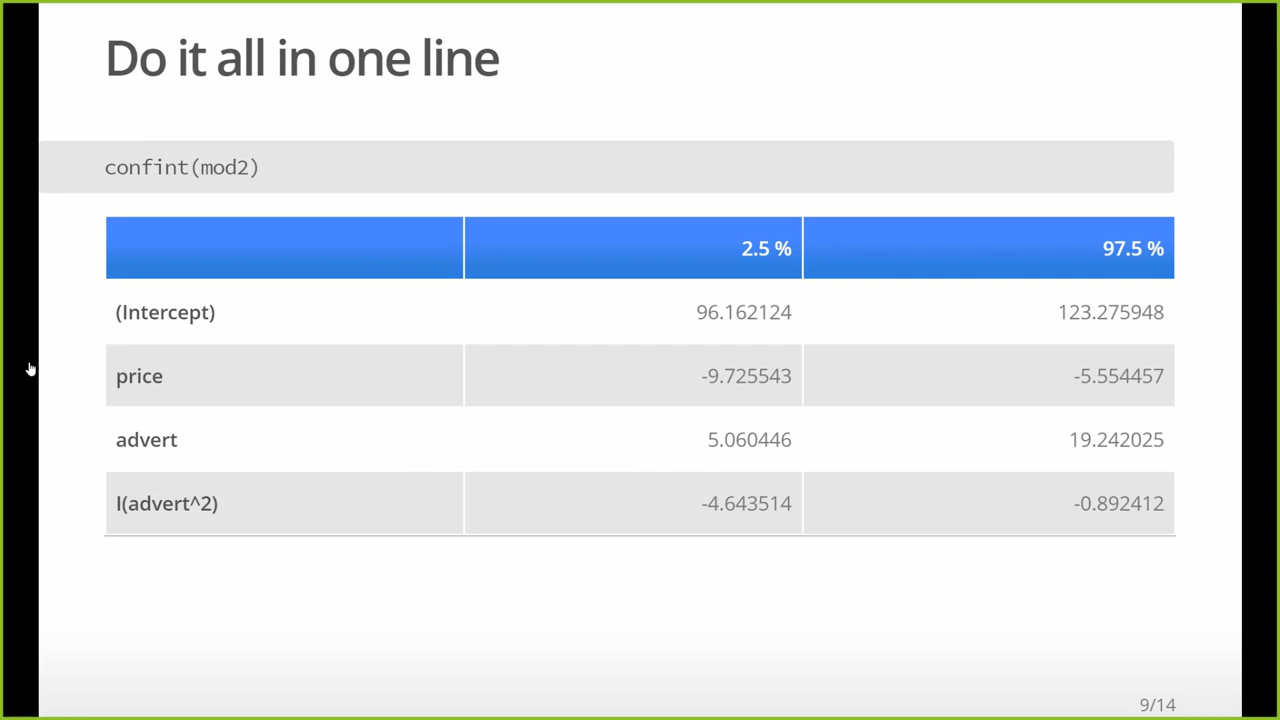 Do it all in one line
confint(mod2)
2.5 % 97.5 %
(Intercept) 96.162124 123.275948
price -9.725543 -5.554457
advert 5.060446 19.242025
I(advert^2) -4.643514 -0.892412
9/14